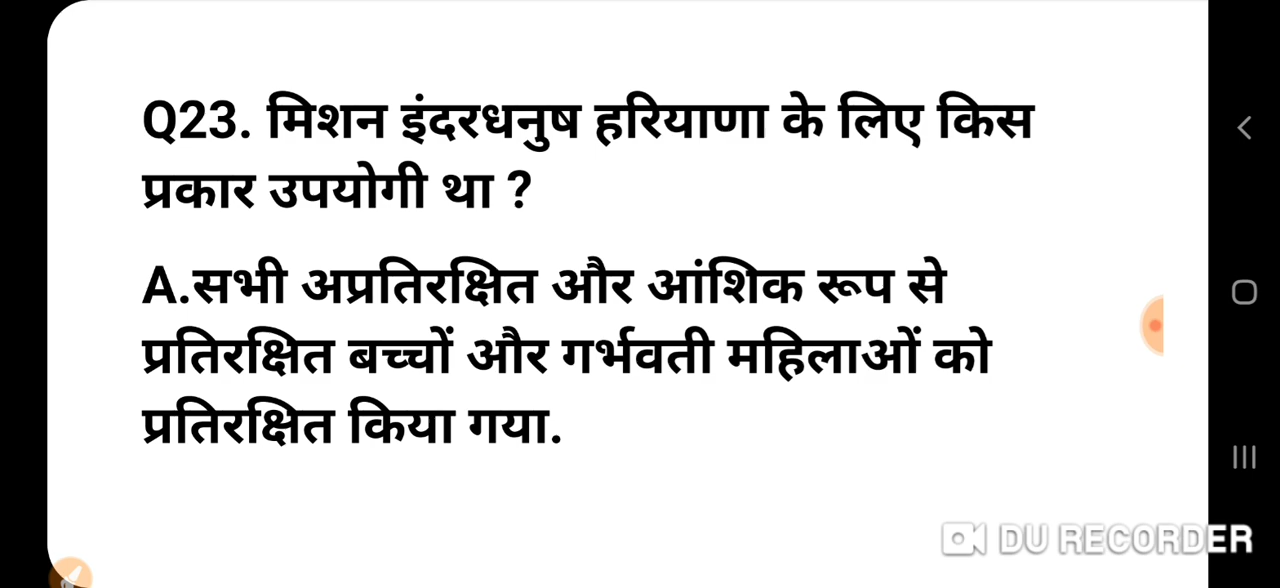 Q23. मिशन इंदरधनुष हरियाणा के लिए किस
प्रकार उपयोगी था ?
A.सभी अप्रतिरक्षित और आंशिक रूप से
प्रतिरक्षित बच्चों और गर्भवती महिलाओं को
प्रतिरक्षित किया गया.
DU RECORDER